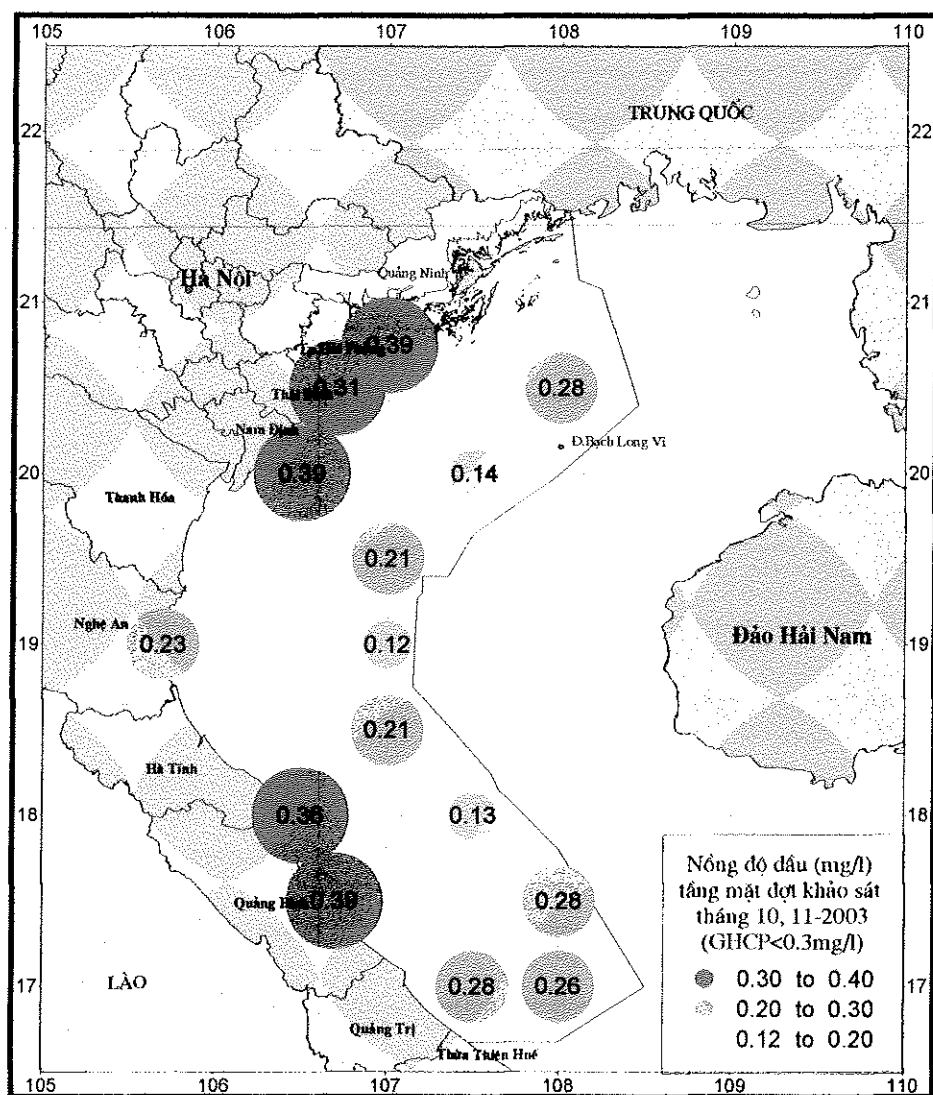 105 106 107 108 109 110
22 TRUNG QUỐC 22
Quảng Ninh
Hà Nội
21 21
0.39
Thái Bình 0.31 0.28
Nam Định
Đ.Bạch Long Vĩ
20 0.39 0.14 20
Thanh Hóa
0.21
Nghệ An
19 0.23 0.12 Đảo Hải Nam 19
0.21
Hà Tĩnh
18 0.38 0.13 18
Quảng Bình 0.39 0.28
LÀO
17 0.28 0.26 17
Quảng Trị
Thừa Thiên Huế
Nồng độ dầu (mg/l)
tầng mặt đợt khảo sát
tháng 10, 11-2003
(GHCP<0.3mg/l)
0.30 to 0.40
0.20 to 0.30
0.12 to 0.20
105 106 107 108 109 110